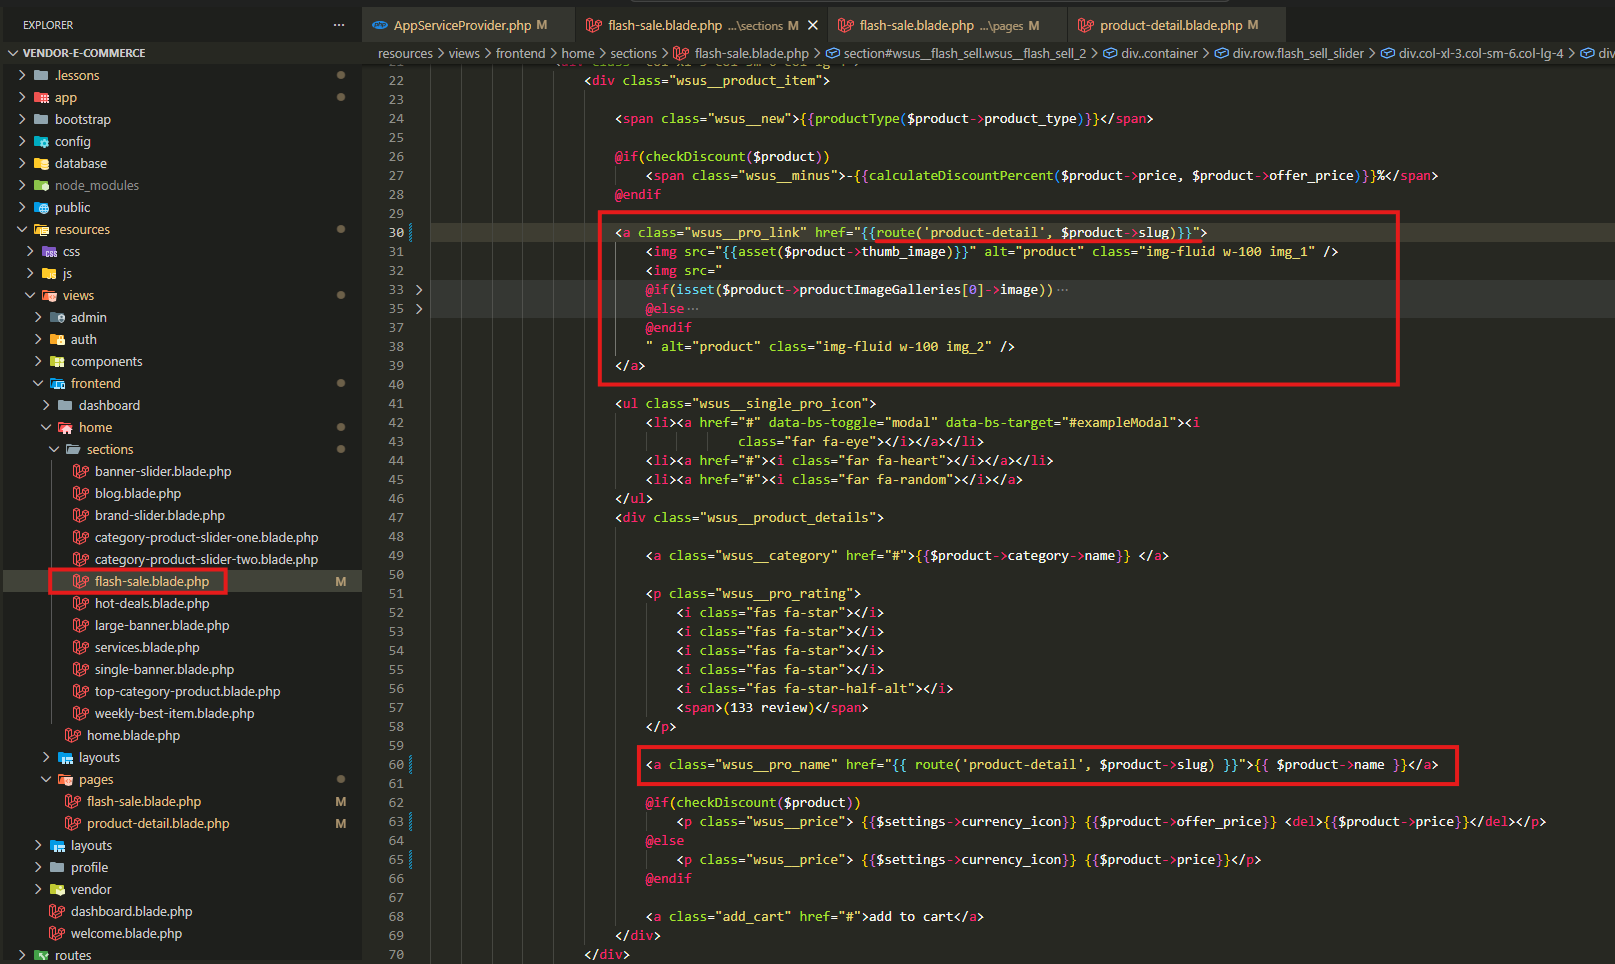 EXPLORER
···
VENDOR-E-COMMERCE
.lessons
app
bootstrap
config
database
node_modules
public
resources
css
js
views
admin
auth
components
frontend
dashboard
home
sections
banner-slider.blade.php
blog.blade.php
brand-slider.blade.php
category-product-slider-one.blade.php
category-product-slider-two.blade.php
flash-sale.blade.php M
hot-deals.blade.php
large-banner.blade.php
services.blade.php
single-banner.blade.php
top-category-product.blade.php
weekly-best-item.blade.php
home.blade.php
layouts
pages
flash-sale.blade.php M
product-detail.blade.php M
layouts
profile
vendor
dashboard.blade.php
welcome.blade.php
routes
AppServiceProvider.php M
flash-sale.blade.php ...\sections M
flash-sale.blade.php ...\pages M
product-detail.blade.php M
resources > views > frontend > home > sections > flash-sale.blade.php > section#wsus__flash_sell.wsus__flash_sell_2 > div..container > div.row.flash_sell_slider > div.col-xl-3.col-sm-6.col-lg-4 > div
22 <div class="wsus__product_item">
23
24 <span class="wsus__new">{{productType($product->product_type)}}</span>
25
26 @if(checkDiscount($product))
27 <span class="wsus__minus">-{{calculateDiscountPercent($product->price, $product->offer_price)}}%</span>
28 @endif
29
30 <a class="wsus__pro_link" href="{{route('product-detail', $product->slug)}}">
31 <img src="{{asset($product->thumb_image)}}" alt="product" class="img-fluid w-100 img_1" />
32 <img src="
33 @if(isset($product->productImageGalleries[0]->image))···
35 @else···
37 @endif
38 " alt="product" class="img-fluid w-100 img_2" />
39 </a>
40
41 <ul class="wsus__single_pro_icon">
42 <li><a href="#" data-bs-toggle="modal" data-bs-target="#exampleModal"><i
43 class="far fa-eye"></i></a></li>
44 <li><a href="#"><i class="far fa-heart"></i></a></li>
45 <li><a href="#"><i class="far fa-random"></i></a>
46 </ul>
47 <div class="wsus__product_details">
48
49 <a class="wsus__category" href="#">{{$product->category->name}} </a>
50
51 <p class="wsus__pro_rating">
52 <i class="fas fa-star"></i>
53 <i class="fas fa-star"></i>
54 <i class="fas fa-star"></i>
55 <i class="fas fa-star"></i>
56 <i class="fas fa-star-half-alt"></i>
57 <span>(133 review)</span>
58 </p>
59
60 <a class="wsus__pro_name" href="{{ route('product-detail', $product->slug) }}">{{ $product->name }}</a>
61
62 @if(checkDiscount($product))
63 <p class="wsus__price"> {{$settings->currency_icon}} {{$product->offer_price}} <del>{{$product->price}}</del></p>
64 @else
65 <p class="wsus__price"> {{$settings->currency_icon}} {{$product->price}}</p>
66 @endif
67
68 <a class="add_cart" href="#">add to cart</a>
69 </div>
70 </div>